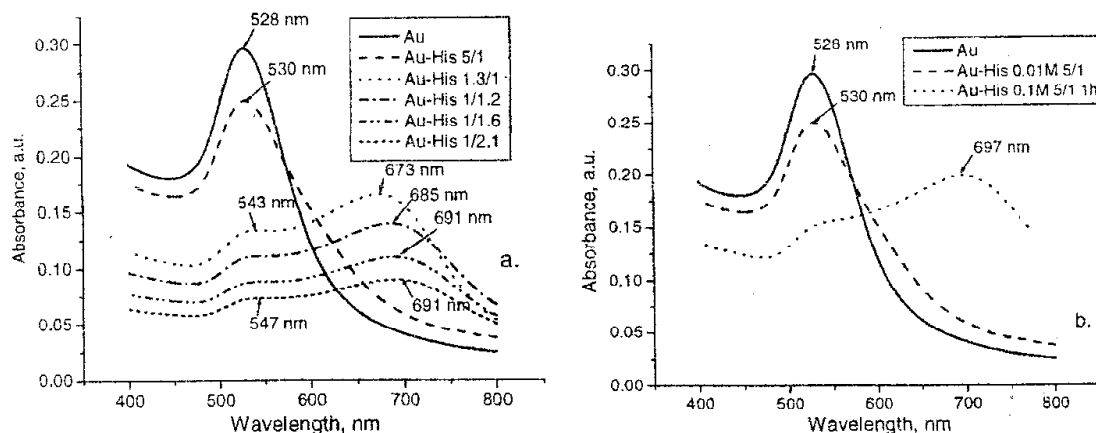 528 nm
Au
Au-His 5/1
Au-His 1.3/1
Au-His 1/1.2
Au-His 1/1.6
Au-His 1/2.1
530 nm
673 nm
685 nm
691 nm
543 nm
691 nm
547 nm
a.
0.30
0.25
0.20
0.15
0.10
0.05
0.00
Absorbance, a.u.
400
500
600
700
800
Wavelength, nm
528 nm
Au
Au-His 0.01M 5/1
Au-His 0.1M 5/1 1h
530 nm
697 nm
b.
0.30
0.25
0.20
0.15
0.10
0.05
0.00
Absorbance, a.u.
400
500
600
700
800
Wavelength, nm